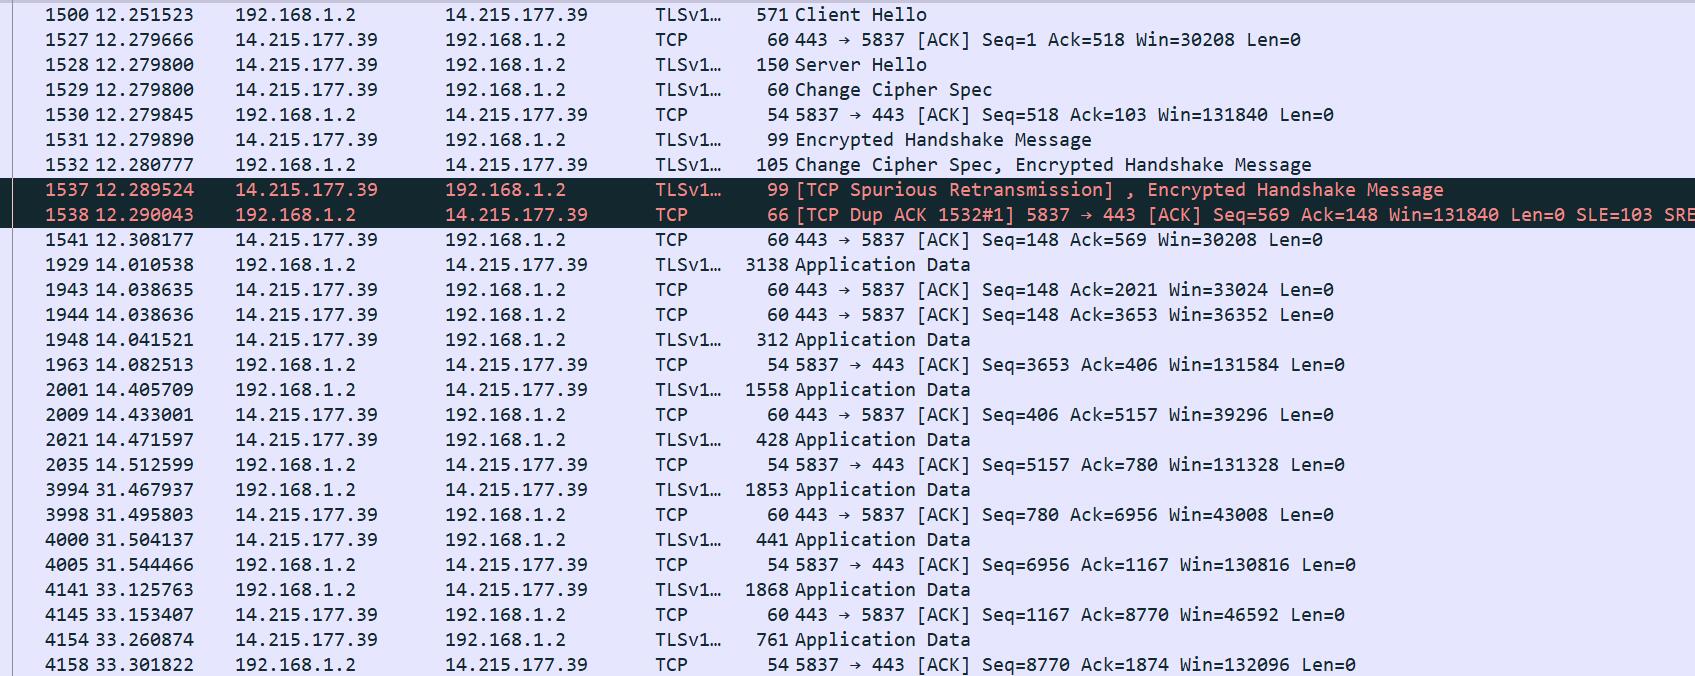 1500 12.251523 192.168.1.2 14.215.177.39 TLSv1… 571 Client Hello
1527 12.279666 14.215.177.39 192.168.1.2 TCP 60 443 → 5837 [ACK] Seq=1 Ack=518 Win=30208 Len=0
1528 12.279800 14.215.177.39 192.168.1.2 TLSv1… 150 Server Hello
1529 12.279800 14.215.177.39 192.168.1.2 TLSv1… 60 Change Cipher Spec
1530 12.279845 192.168.1.2 14.215.177.39 TCP 54 5837 → 443 [ACK] Seq=518 Ack=103 Win=131840 Len=0
1531 12.279890 14.215.177.39 192.168.1.2 TLSv1… 99 Encrypted Handshake Message
1532 12.280777 192.168.1.2 14.215.177.39 TLSv1… 105 Change Cipher Spec, Encrypted Handshake Message
1537 12.289524 14.215.177.39 192.168.1.2 TLSv1… 99 [TCP Spurious Retransmission] , Encrypted Handshake Message
1538 12.290043 192.168.1.2 14.215.177.39 TCP 66 [TCP Dup ACK 1532#1] 5837 → 443 [ACK] Seq=569 Ack=148 Win=131840 Len=0 SLE=103 SRE
1541 12.308177 14.215.177.39 192.168.1.2 TCP 60 443 → 5837 [ACK] Seq=148 Ack=569 Win=30208 Len=0
1929 14.010538 192.168.1.2 14.215.177.39 TLSv1… 3138 Application Data
1943 14.038635 14.215.177.39 192.168.1.2 TCP 60 443 → 5837 [ACK] Seq=148 Ack=2021 Win=33024 Len=0
1944 14.038636 14.215.177.39 192.168.1.2 TCP 60 443 → 5837 [ACK] Seq=148 Ack=3653 Win=36352 Len=0
1948 14.041521 14.215.177.39 192.168.1.2 TLSv1… 312 Application Data
1963 14.082513 192.168.1.2 14.215.177.39 TCP 54 5837 → 443 [ACK] Seq=3653 Ack=406 Win=131584 Len=0
2001 14.405709 192.168.1.2 14.215.177.39 TLSv1… 1558 Application Data
2009 14.433001 14.215.177.39 192.168.1.2 TCP 60 443 → 5837 [ACK] Seq=406 Ack=5157 Win=39296 Len=0
2021 14.471597 14.215.177.39 192.168.1.2 TLSv1… 428 Application Data
2035 14.512599 192.168.1.2 14.215.177.39 TCP 54 5837 → 443 [ACK] Seq=5157 Ack=780 Win=131328 Len=0
3994 31.467937 192.168.1.2 14.215.177.39 TLSv1… 1853 Application Data
3998 31.495803 14.215.177.39 192.168.1.2 TCP 60 443 → 5837 [ACK] Seq=780 Ack=6956 Win=43008 Len=0
4000 31.504137 14.215.177.39 192.168.1.2 TLSv1… 441 Application Data
4005 31.544466 192.168.1.2 14.215.177.39 TCP 54 5837 → 443 [ACK] Seq=6956 Ack=1167 Win=130816 Len=0
4141 33.125763 192.168.1.2 14.215.177.39 TLSv1… 1868 Application Data
4145 33.153407 14.215.177.39 192.168.1.2 TCP 60 443 → 5837 [ACK] Seq=1167 Ack=8770 Win=46592 Len=0
4154 33.260874 14.215.177.39 192.168.1.2 TLSv1… 761 Application Data
4158 33.301822 192.168.1.2 14.215.177.39 TCP 54 5837 → 443 [ACK] Seq=8770 Ack=1874 Win=132096 Len=0